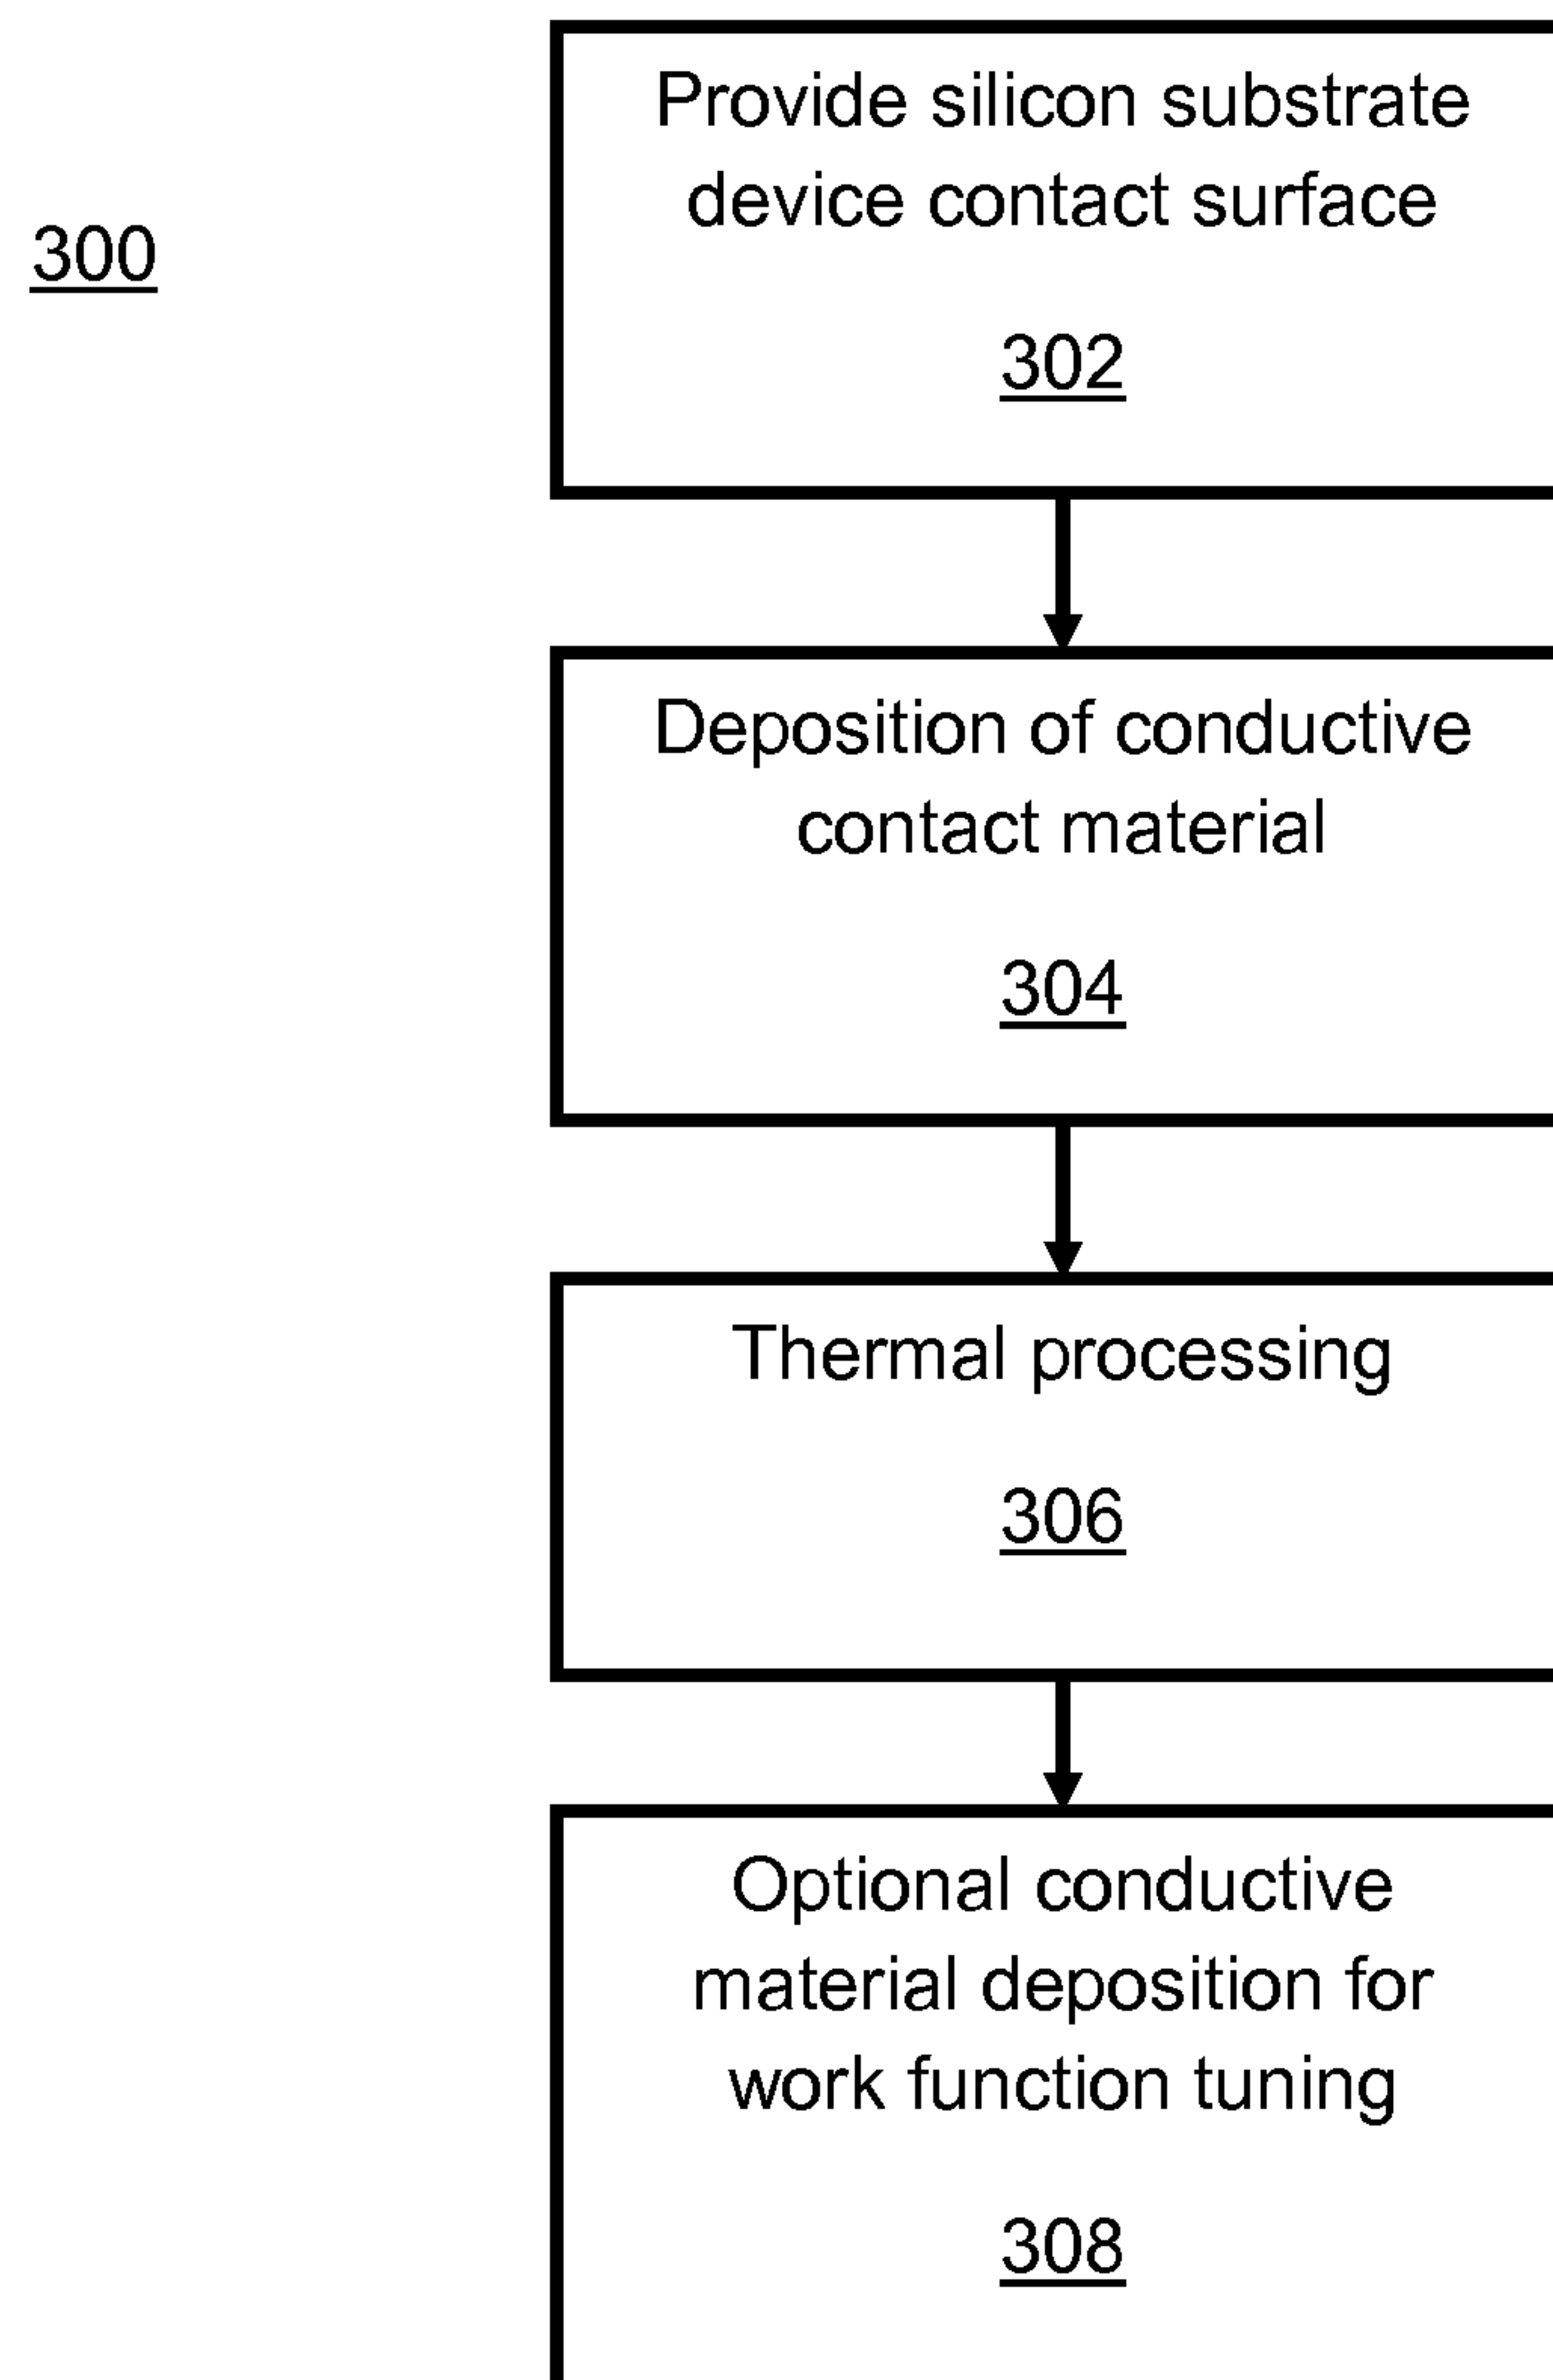 Provide silicon substrate
device contact surface
300
302
Deposition of conductive
contact material
304
Thermal processing
306
Optional conductive
material deposition for
work function tuning
308